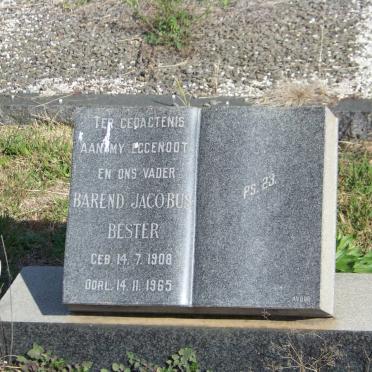 TER GEDAGTENIS
AAN MY EGGENOOT
EN ONS VADER
BAREND JACOBUS
BESTER
GEB. 14.7.1908
OORL. 14.11.1965
PS. 23.